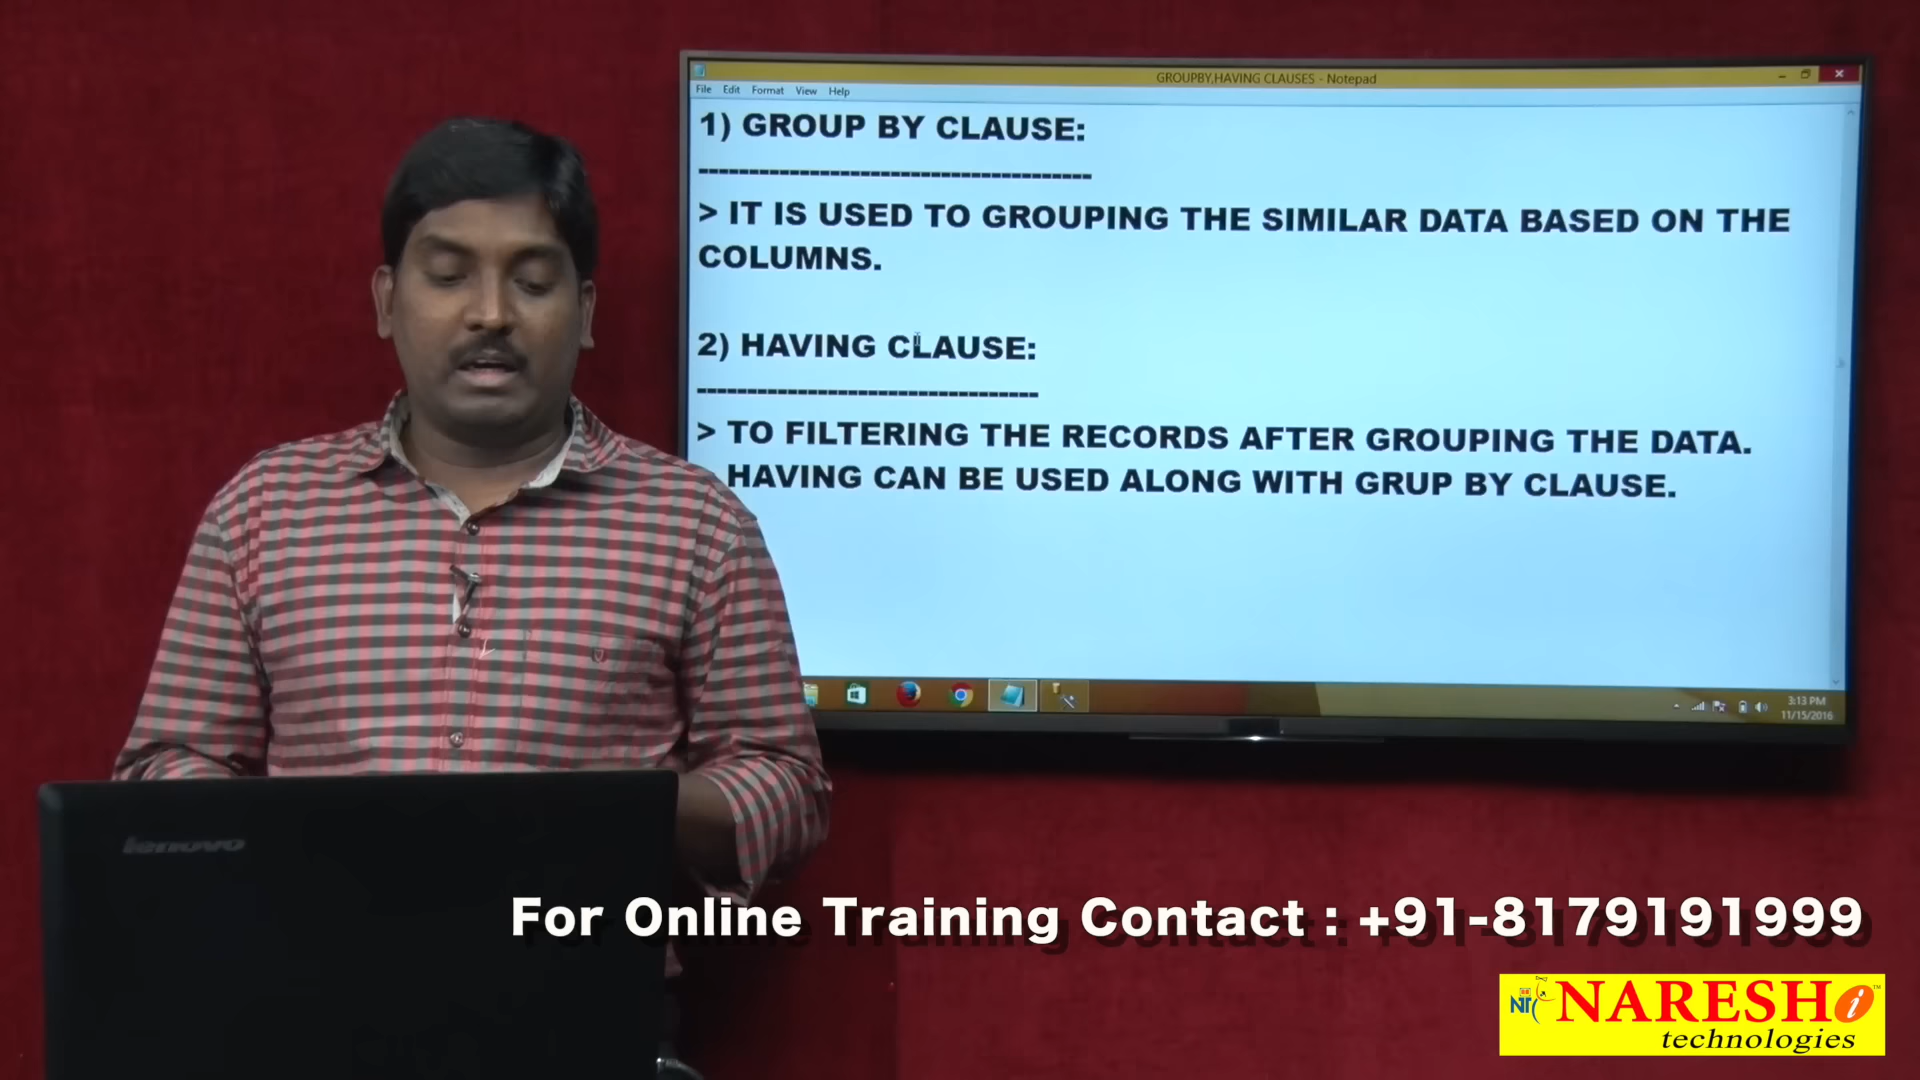 GROUPBY,HAVING CLAUSES - Notepad
File Edit Format View Help
1) GROUP BY CLAUSE:
---------------------------------------
> IT IS USED TO GROUPING THE SIMILAR DATA BASED ON THE
COLUMNS.
2) HAVING CLAUSE:
----------------------------------
> TO FILTERING THE RECORDS AFTER GROUPING THE DATA.
HAVING CAN BE USED ALONG WITH GRUP BY CLAUSE.
3:13 PM
11/15/2016
lenovo
For Online Training Contact : +91-8179191999
NARESH i ™
technologies